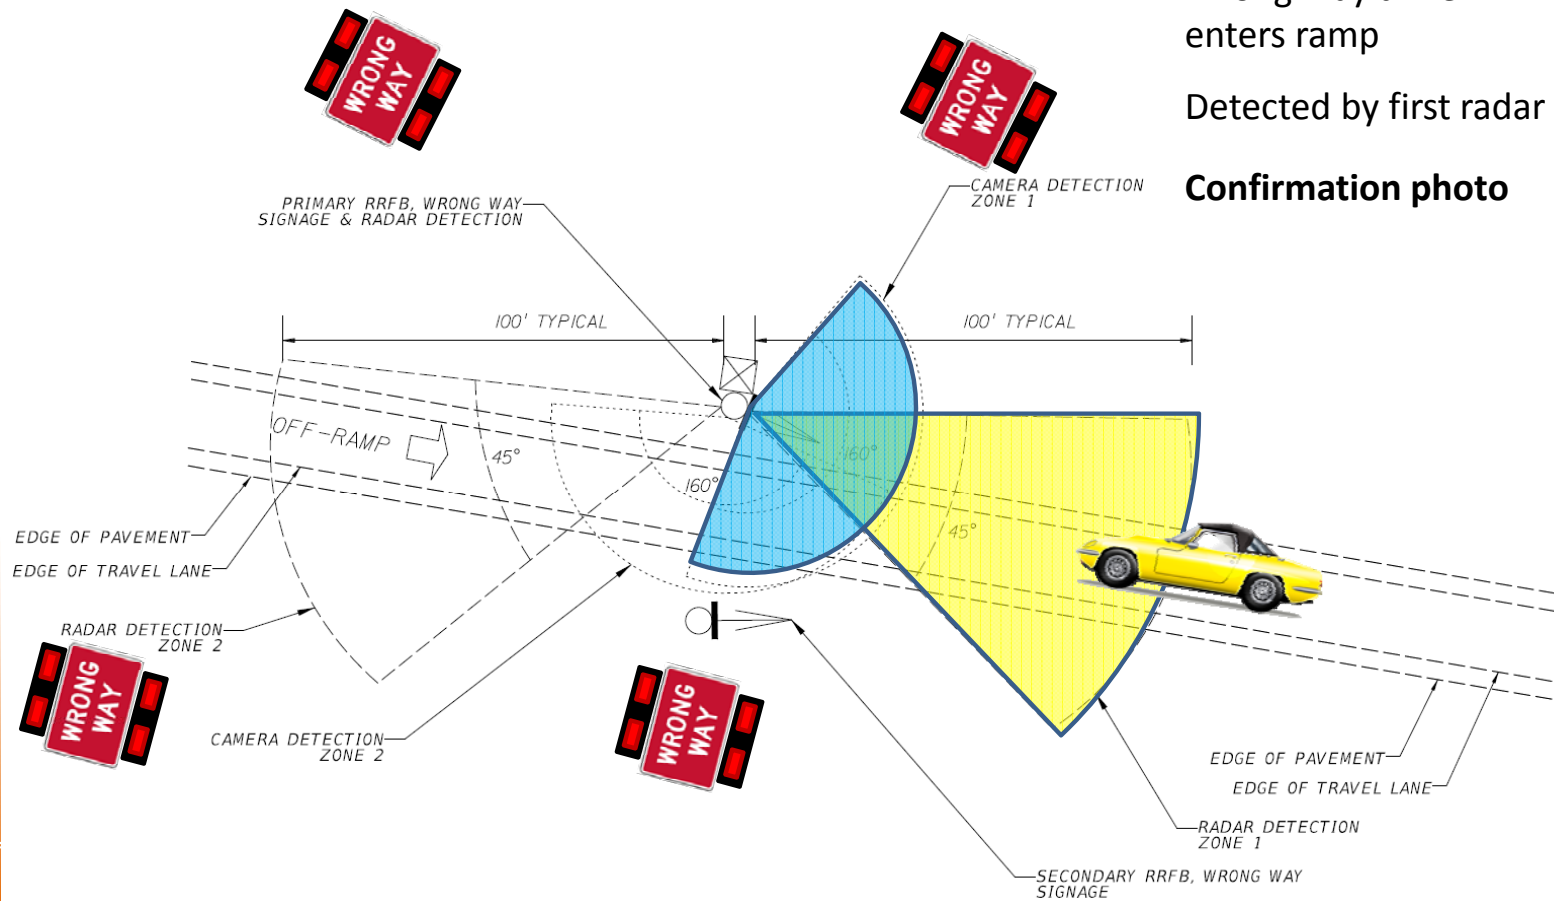 enters ramp
Detected by first radar
Confirmation photo
WRONG
WAY
WRONG
WAY
CAMERA DETECTION
ZONE 1
PRIMARY RRFB, WRONG WAY
SIGNAGE & RADAR DETECTION
100' TYPICAL
100' TYPICAL
OFF-RAMP
45°
160°
160°
45°
EDGE OF PAVEMENT
EDGE OF TRAVEL LANE
RADAR DETECTION
ZONE 2
WRONG
WAY
CAMERA DETECTION
ZONE 2
WRONG
WAY
EDGE OF PAVEMENT
EDGE OF TRAVEL LANE
RADAR DETECTION
ZONE 1
SECONDARY RRFB, WRONG WAY
SIGNAGE